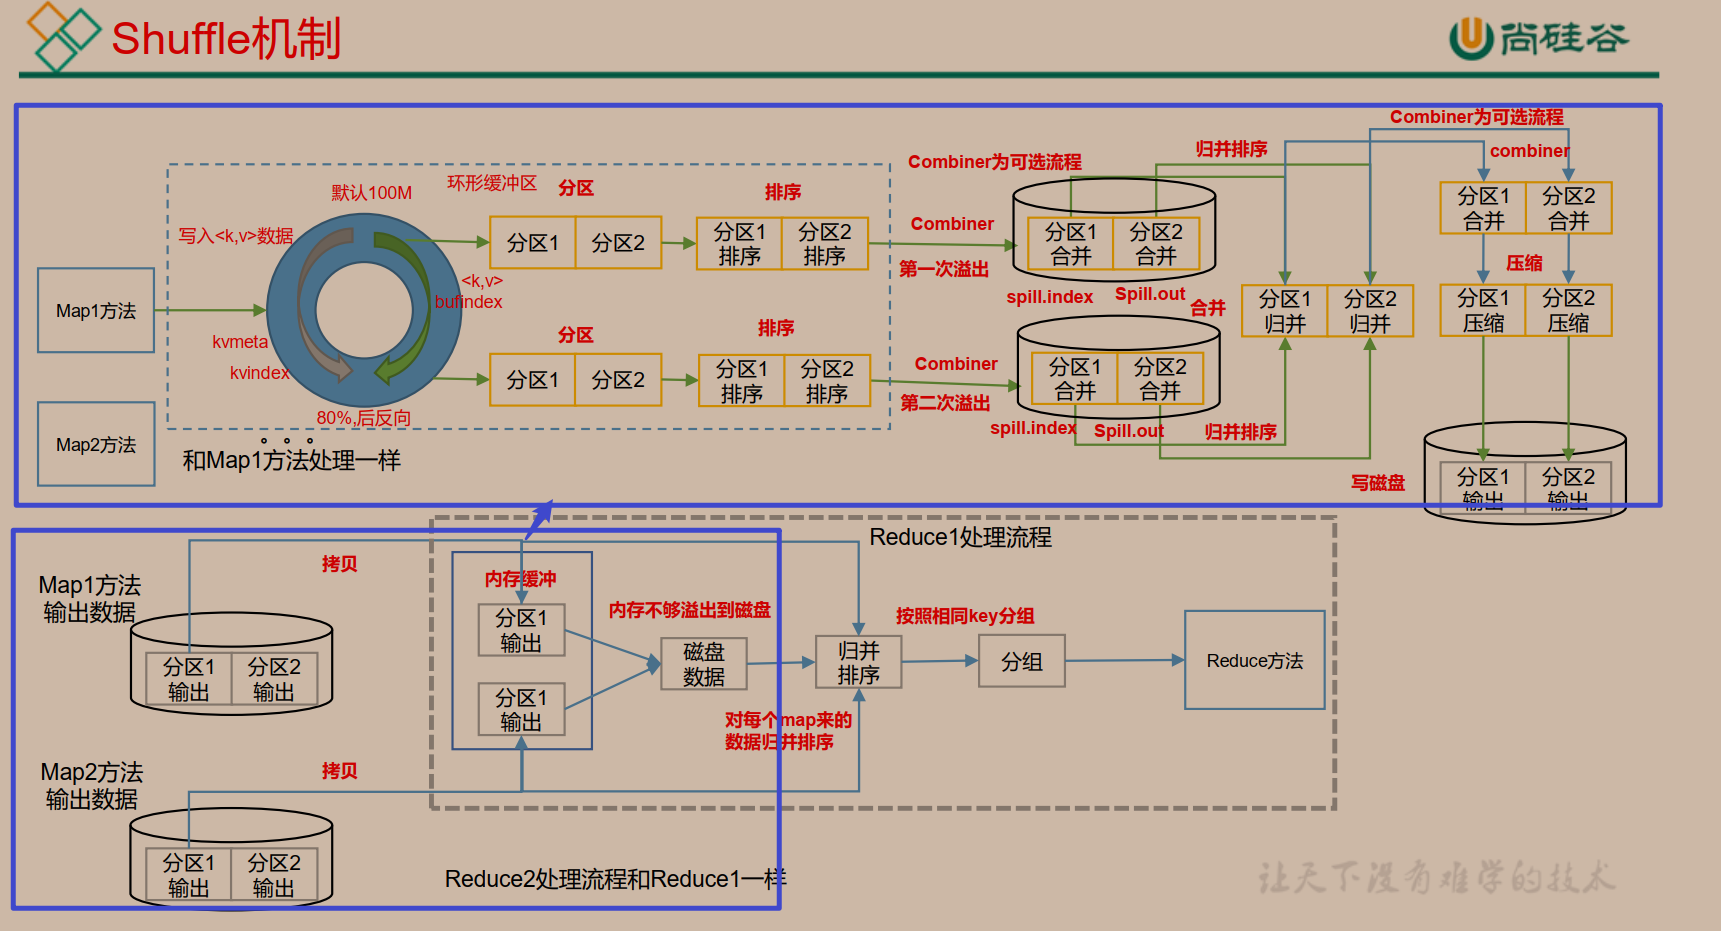 Shuffle机制
尚硅谷
Combiner为可选流程
Combiner为可选流程
归并排序
combiner
默认100M
环形缓冲区
分区
排序
写入<k,v>数据
分区1
分区2
分区1
排序
分区2
排序
Combiner
第一次溢出
分区1
合并
分区2
合并
spill.index
Spill.out
分区1
合并
分区2
合并
压缩
<k,v>
bufindex
Map1方法
kvmeta
kvindex
80%,后反向
分区
排序
分区1
分区2
分区1
排序
分区2
排序
Combiner
第二次溢出
分区1
合并
分区2
合并
spill.index
Spill.out
合并
分区1
归并
分区2
归并
归并排序
分区1
压缩
分区2
压缩
写磁盘
分区1
输出
分区2
输出
Map2方法
。。。
和Map1方法处理一样
Reduce1处理流程
拷贝
Map1方法
输出数据
分区1
输出
分区2
输出
内存缓冲
分区1
输出
分区1
输出
内存不够溢出到磁盘
磁盘
数据
归并
排序
对每个map来的
数据归并排序
按照相同key分组
分组
Reduce方法
拷贝
Map2方法
输出数据
分区1
输出
分区2
输出
Reduce2处理流程和Reduce1一样
让天下没有难学的技术